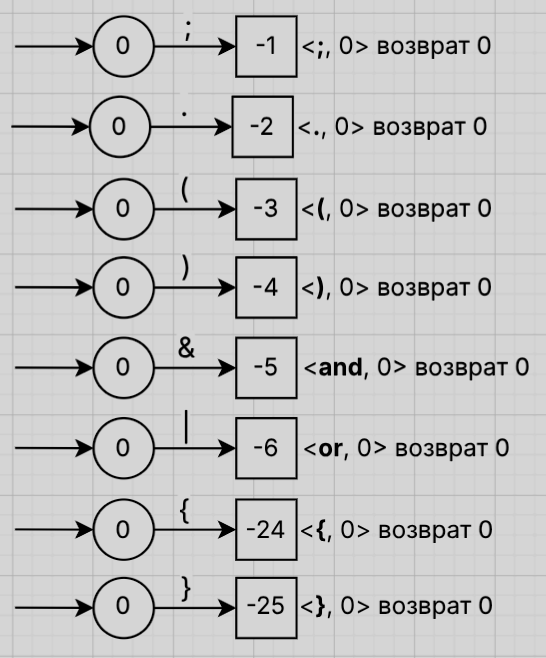 0 ; -1 <;, 0> возврат 0
0 . -2 <., 0> возврат 0
0 ( -3 <(, 0> возврат 0
0 ) -4 <), 0> возврат 0
0 & -5 <and, 0> возврат 0
0 | -6 <or, 0> возврат 0
0 { -24 <{, 0> возврат 0
0 } -25 <}, 0> возврат 0